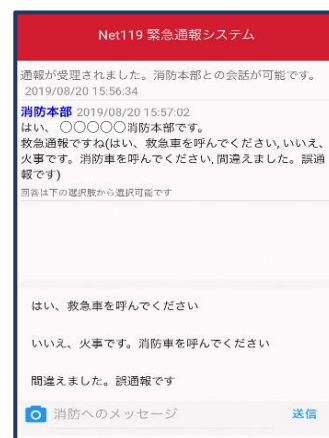 Net119 緊急通報システム
通報が受理されました。消防本部との会話が可能です。
2019/08/20 15:56:34
消防本部 2019/08/20 15:57:02
はい、 〇〇〇〇〇消防本部です。
救急通報ですね(はい、救急車を呼んでください, いいえ、
火事です。消防車を呼んでください, 間違えました。誤通
報です)
回答は下の選択肢から選択可能です
はい、救急車を呼んでください
いいえ、火事です。消防車を呼んでください
間違えました。誤通報です
消防へのメッセージ 送信